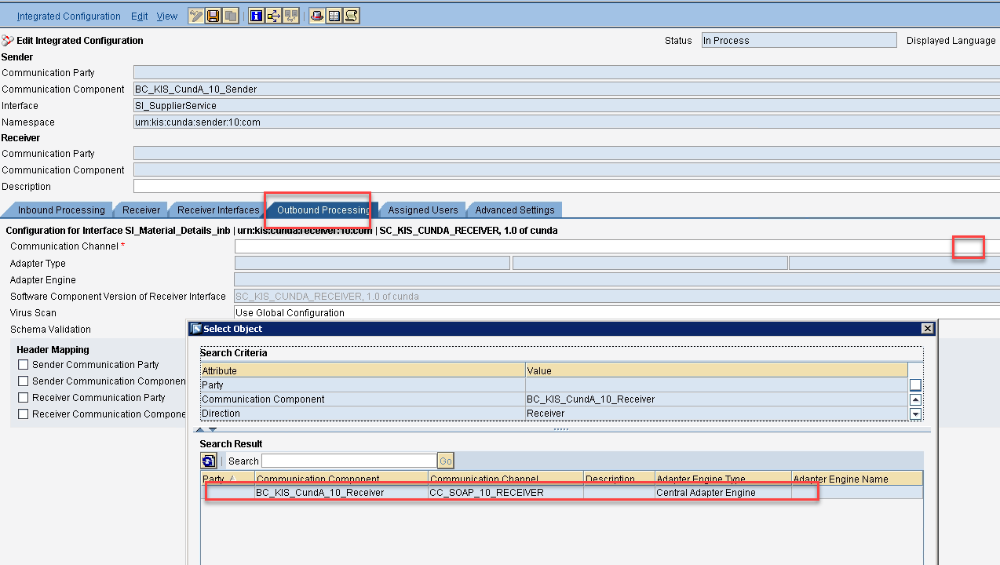 Integrated Configuration Edit View
Edit Integrated Configuration Status In Process Displayed Language
Sender
Communication Party
Communication Component BC_KIS_CundA_10_Sender
Interface SI_SupplierService
Namespace urn:kis:cunda:sender:10:com
Receiver
Communication Party
Communication Component
Description
Inbound Processing Receiver Receiver Interfaces Outbound Processing Assigned Users Advanced Settings
Configuration for Interface SI_Material_Details_inb | urn:kis:cunda:receiver:10:com | SC_KIS_CUNDA_RECEIVER, 1.0 of cunda
Communication Channel *
Adapter Type
Adapter Engine
Software Component Version of Receiver Interface SC_KIS_CUNDA_RECEIVER, 1.0 of cunda
Virus Scan Use Global Configuration
Schema Validation
Header Mapping
Sender Communication Party
Sender Communication Componen
Receiver Communication Party
Receiver Communication Compone
Select Object
Search Criteria
Attribute Value
Party
Communication Component BC_KIS_CundA_10_Receiver
Direction Receiver
Search Result
Search Go
Party Communication Component Communication Channel Description Adapter Engine Type Adapter Engine Name
BC_KIS_CundA_10_Receiver CC_SOAP_10_RECEIVER Central Adapter Engine